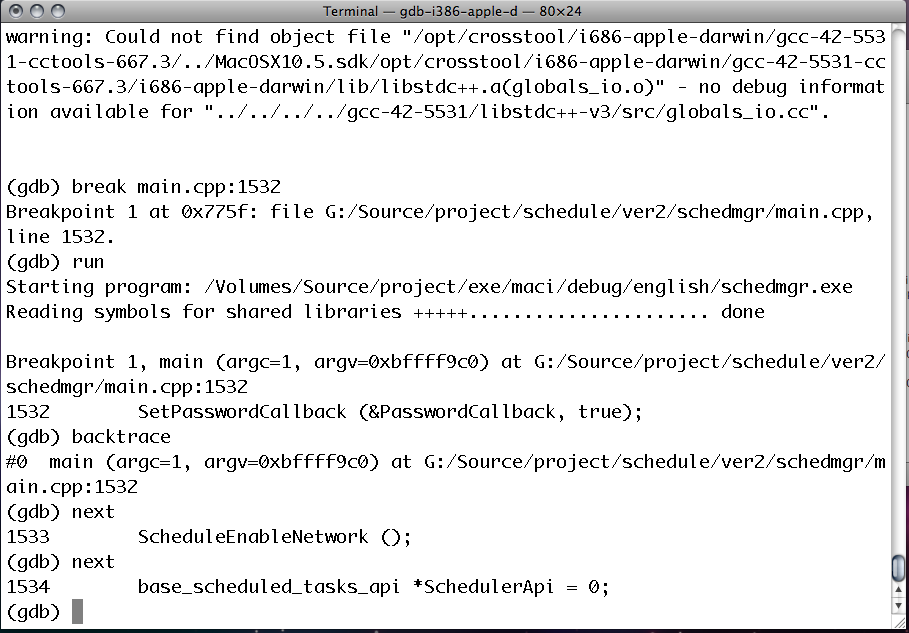 Terminal — gdb-i386-apple-d — 80×24
warning: Could not find object file "/opt/crosstool/i686-apple-darwin/gcc-42-553
1-cctools-667.3/../MacOSX10.5.sdk/opt/crosstool/i686-apple-darwin/gcc-42-5531-cc
tools-667.3/i686-apple-darwin/lib/libstdc++.a(globals_io.o)" - no debug informat
ion available for "../../../../gcc-42-5531/libstdc++-v3/src/globals_io.cc".
(gdb) break main.cpp:1532
Breakpoint 1 at 0x775f: file G:/Source/project/schedule/ver2/schedmgr/main.cpp,
line 1532.
(gdb) run
Starting program: /Volumes/Source/project/exe/maci/debug/english/schedmgr.exe
Reading symbols for shared libraries +++++...................... done
Breakpoint 1, main (argc=1, argv=0xbffff9c0) at G:/Source/project/schedule/ver2/
schedmgr/main.cpp:1532
1532        SetPasswordCallback (&PasswordCallback, true);
(gdb) backtrace
#0  main (argc=1, argv=0xbffff9c0) at G:/Source/project/schedule/ver2/schedmgr/m
ain.cpp:1532
(gdb) next
1533        ScheduleEnableNetwork ();
(gdb) next
1534        base_scheduled_tasks_api *SchedulerApi = 0;
(gdb)